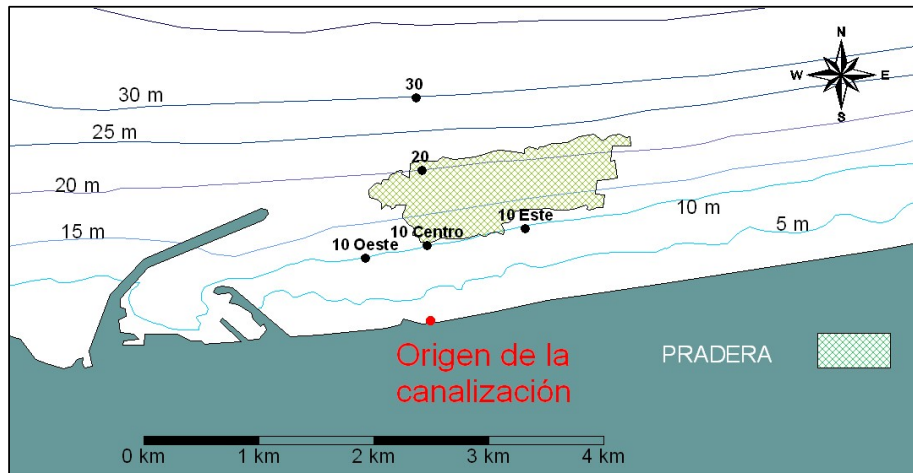 N
W E
S
30
30 m
25 m
20
20 m
10 Este
10 m
15 m
10 Oeste
10 Centro
5 m
Origen de la
canalización
PRADERA
0 km
1 km
2 km
3 km
4 km